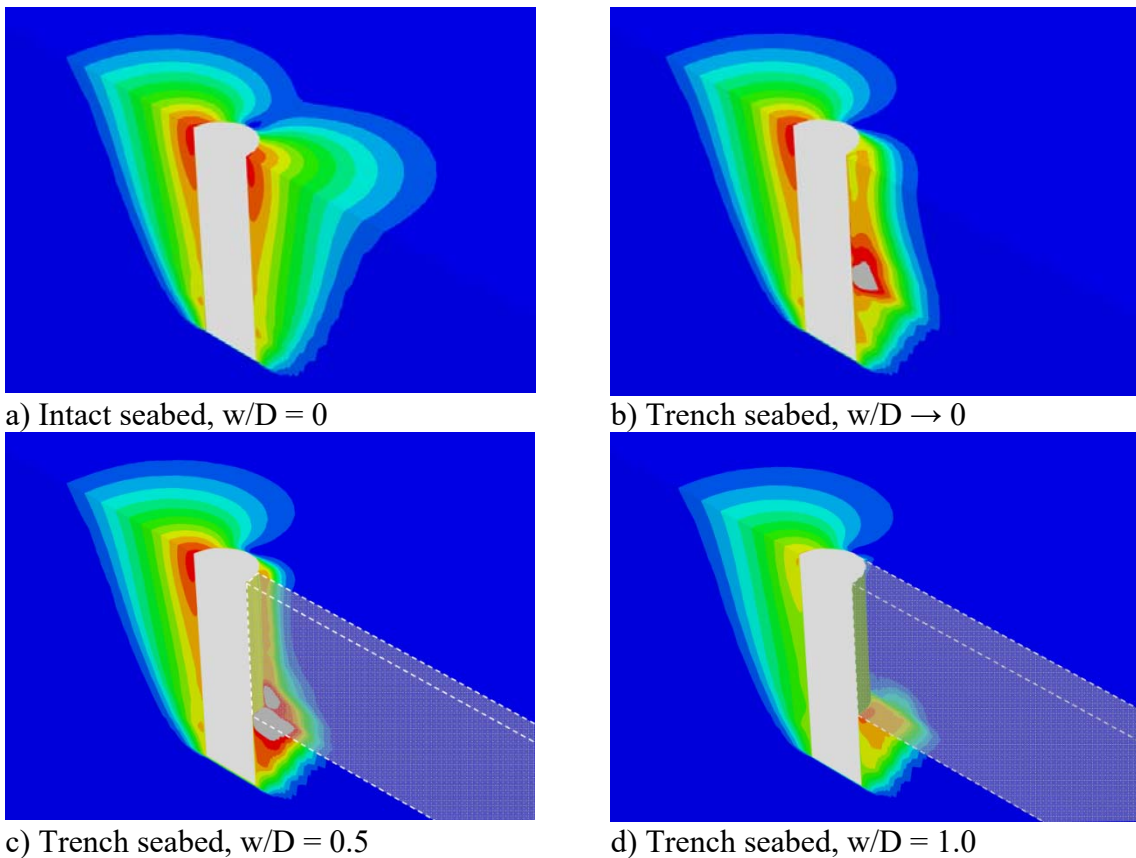 a) Intact seabed, w/D = 0
b) Trench seabed, w/D → 0
c) Trench seabed, w/D = 0.5
d) Trench seabed, w/D = 1.0